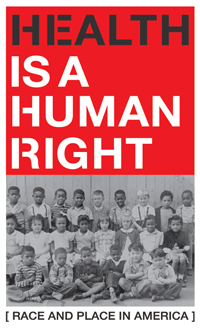 HEALTH
IS A
HUMAN
RIGHT
[ RACE AND PLACE IN AMERICA ]